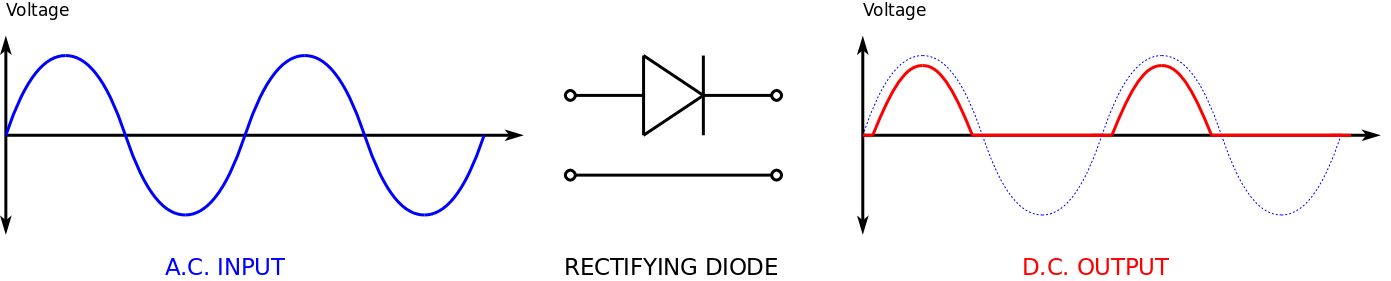 Voltage
Voltage
A.C. INPUT
RECTIFYING DIODE
D.C. OUTPUT